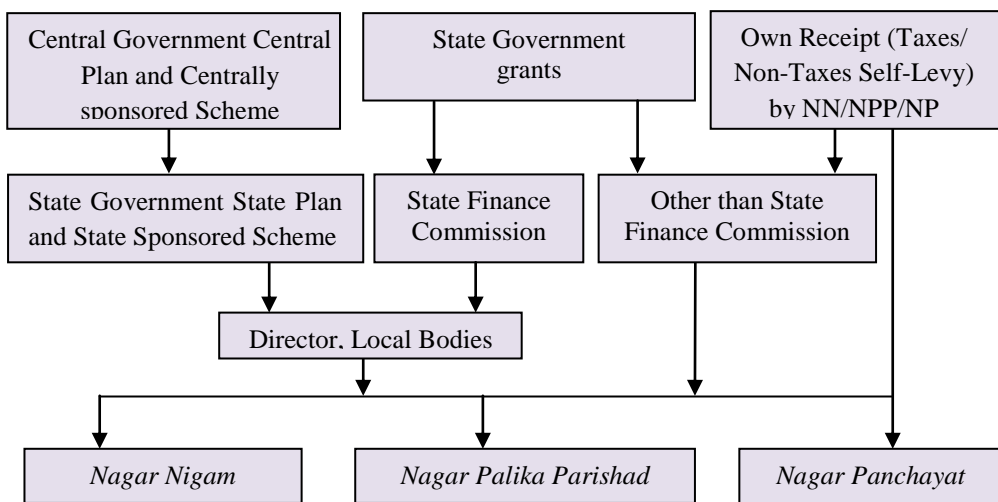 Central Government Central
Plan and Centrally
sponsored Scheme
State Government
grants
Own Receipt (Taxes/
Non-Taxes Self-Levy)
by NN/NPP/NP
State Government State Plan
and State Sponsored Scheme
State Finance
Commission
Other than State
Finance Commission
Director, Local Bodies
Nagar Nigam
Nagar Palika Parishad
Nagar Panchayat